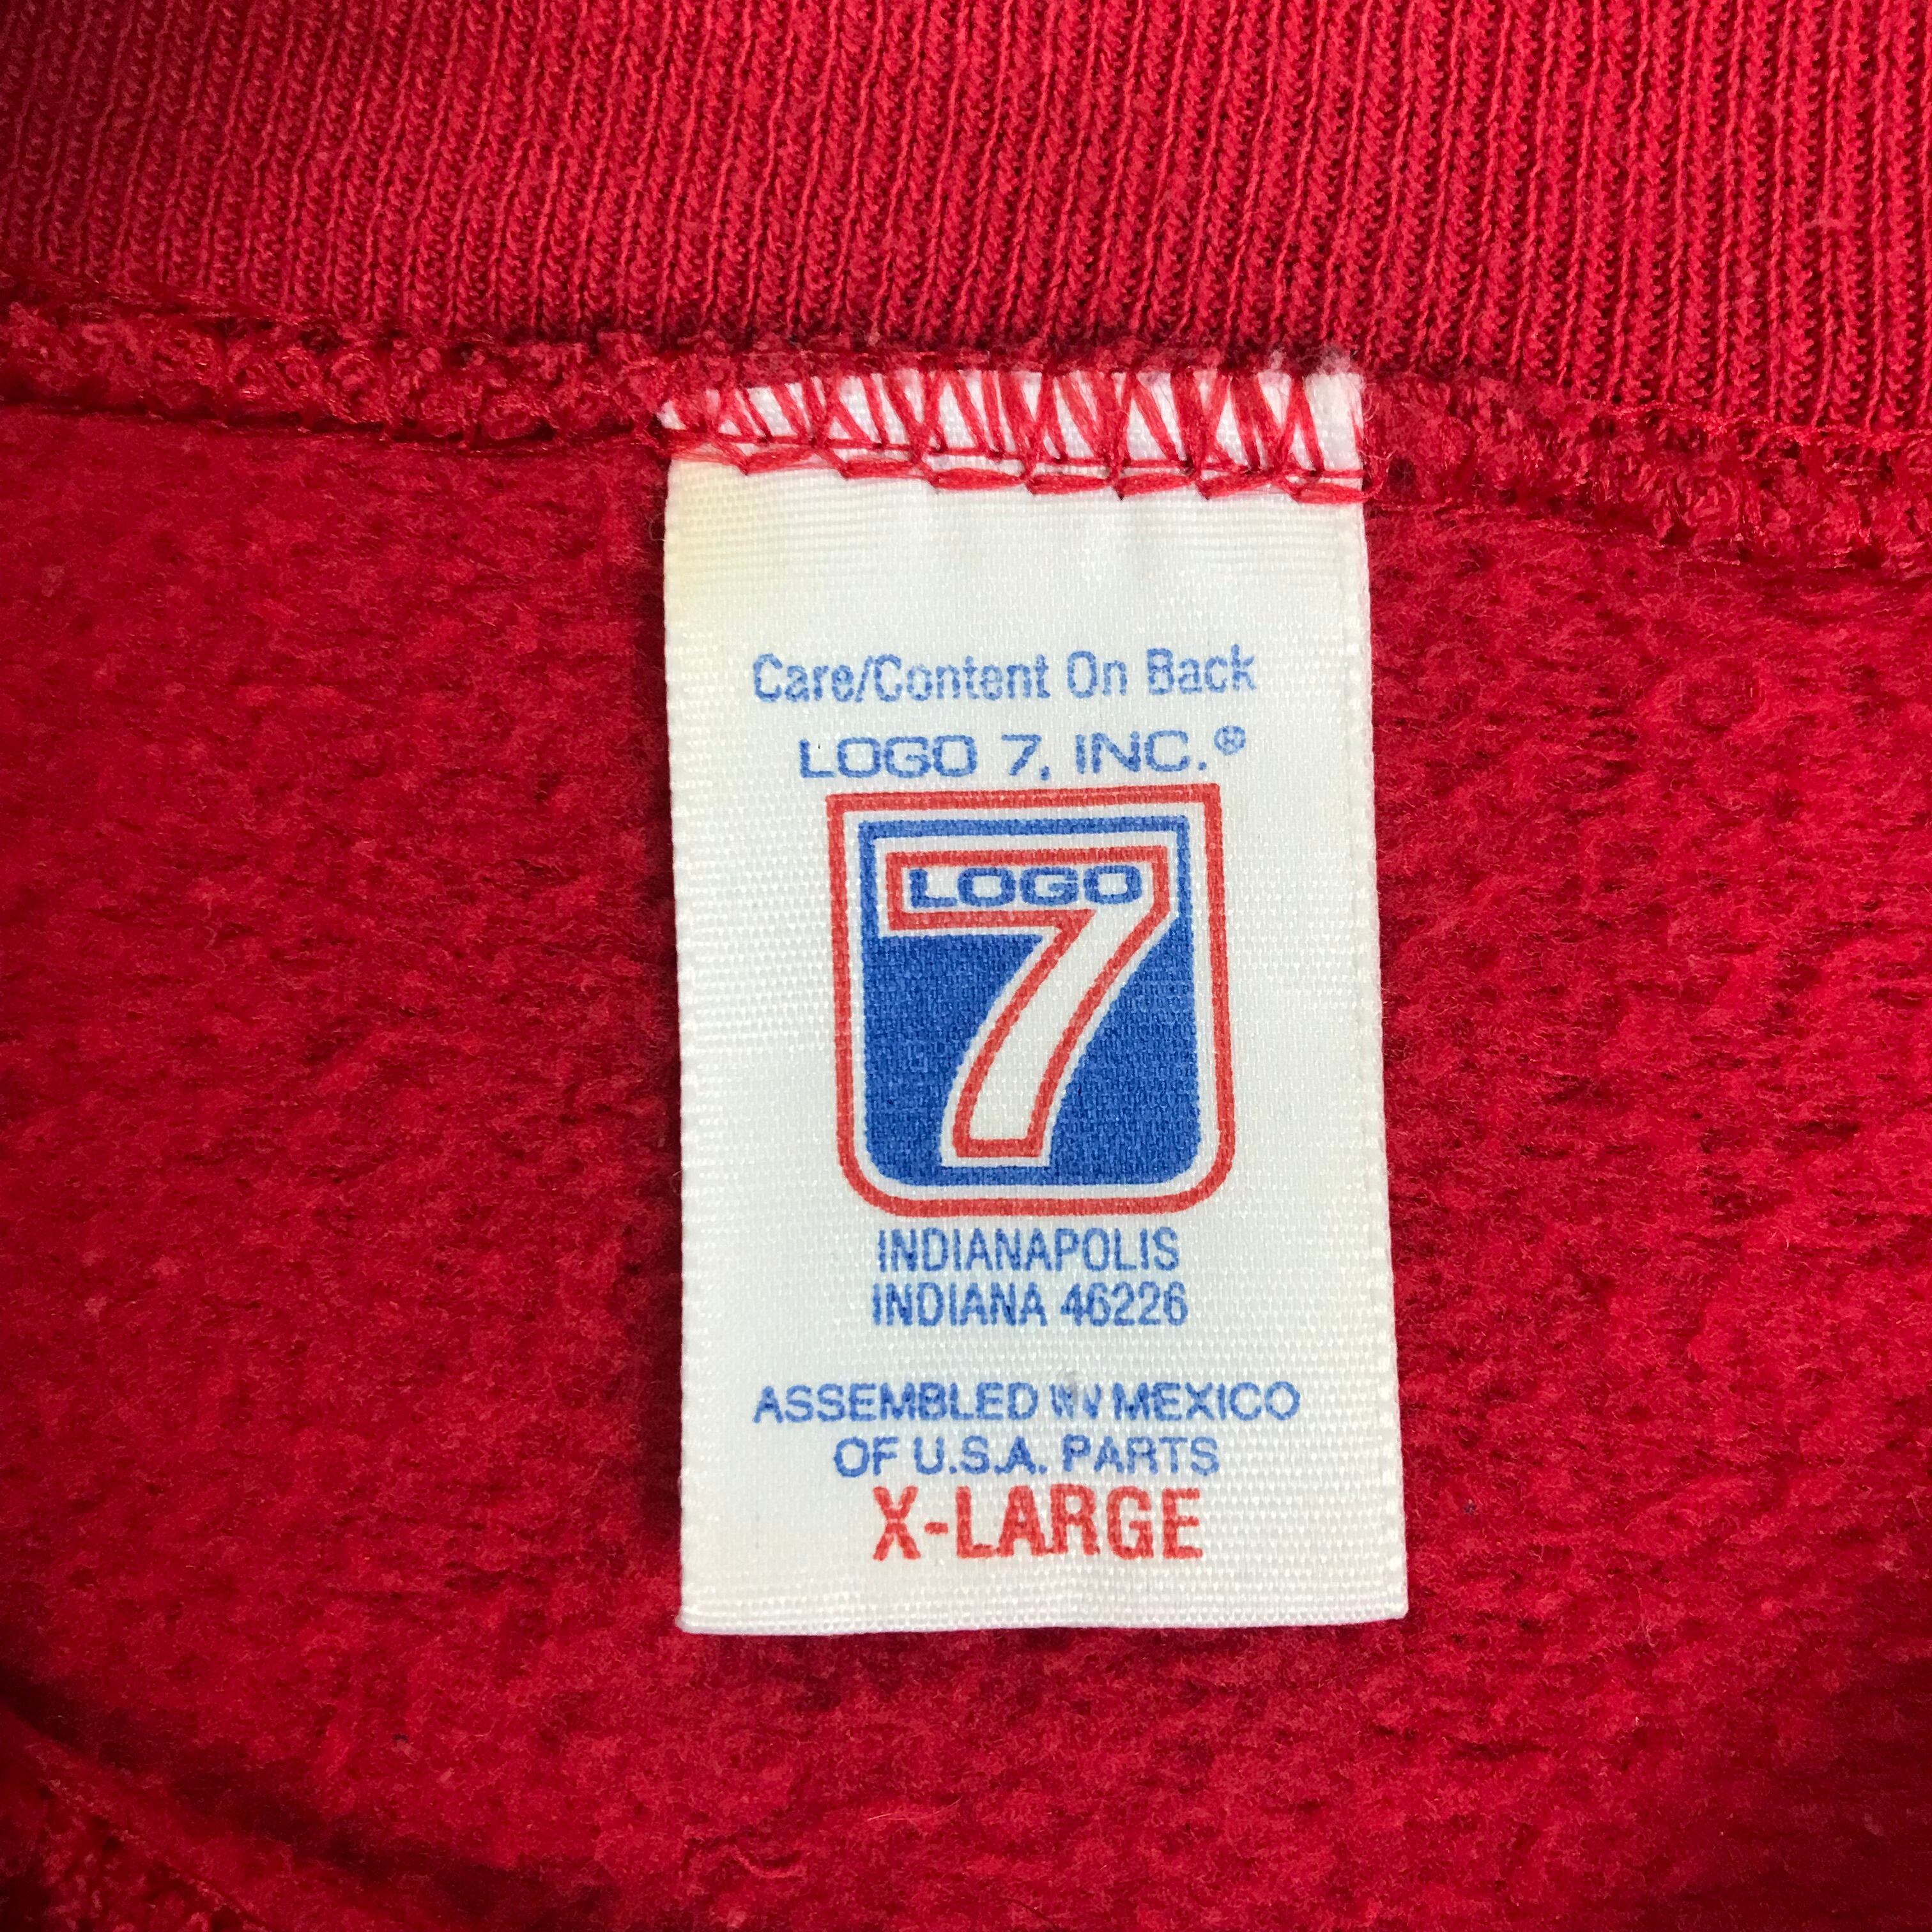 Care/Content On Back
LOGO 7, INC.®
LOGO
7
INDIANAPOLIS
INDIANA 46226
ASSEMBLED IN MEXICO
OF U.S.A. PARTS
X-LARGE